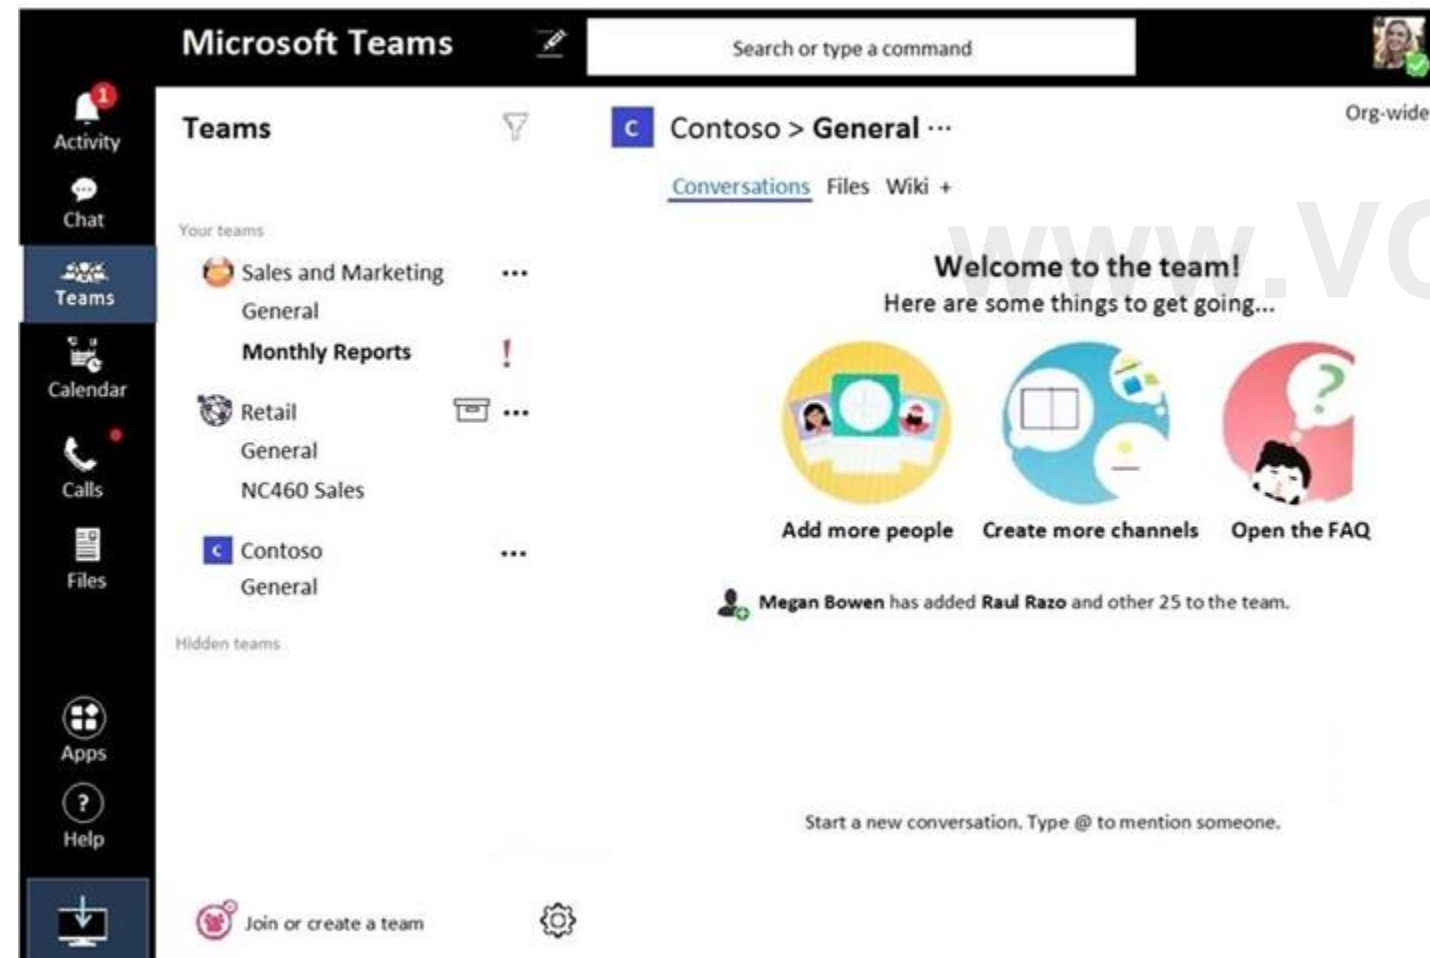 Microsoft Teams
Search or type a command
1
Activity
Chat
Teams
Calendar
Calls
Files
Apps
Help
Teams
Your teams
Sales and Marketing ...
General
Monthly Reports !
Retail ...
General
NC460 Sales
C Contoso ...
General
Hidden teams
Join or create a team
C Contoso > General ...
Org-wide
Conversations Files Wiki +
www.VC
Welcome to the team!
Here are some things to get going...
?
Add more people Create more channels Open the FAQ
Megan Bowen has added Raul Razo and other 25 to the team.
Start a new conversation. Type @ to mention someone.